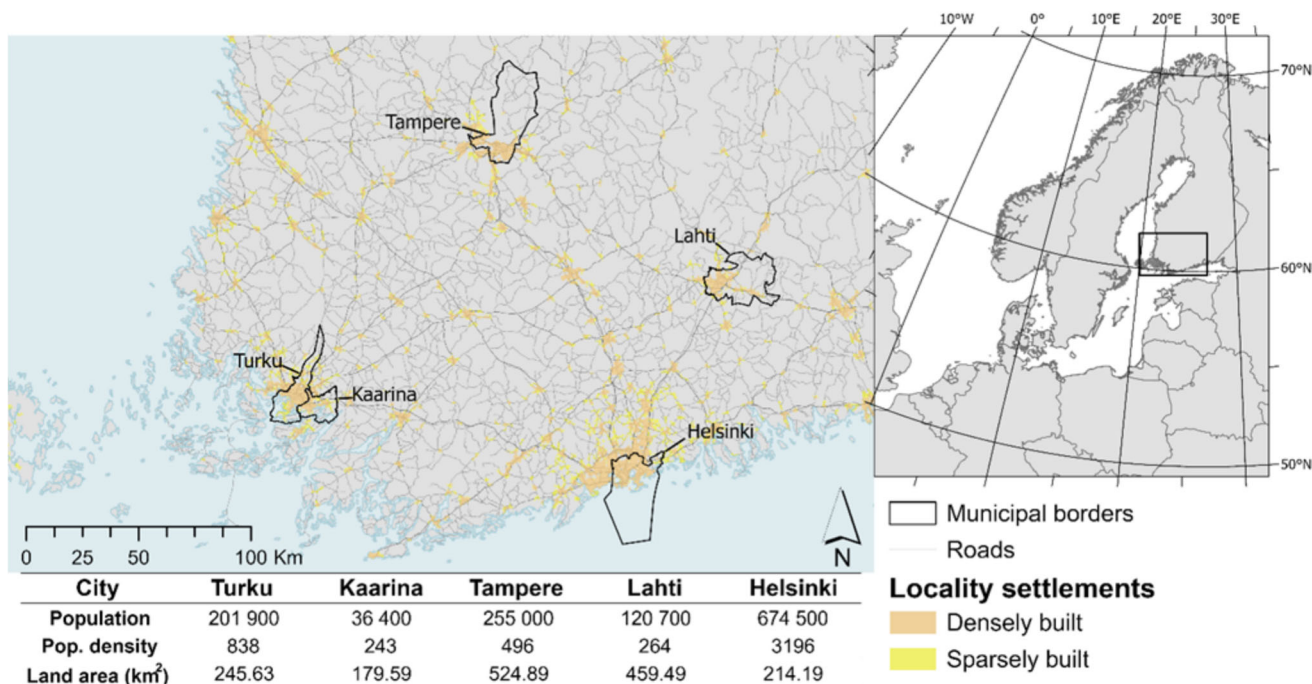 10°W 0° 10°E 20°E 30°E
70°N
Tampere
Lahti
60°N
Turku
Kaarina
Helsinki
50°N
0 25 50 100 Km
N
Municipal borders
Roads
Locality settlements
Densely built
Sparsely built
City Turku Kaarina Tampere Lahti Helsinki
Population 201 900 36 400 255 000 120 700 674 500
Pop. density 838 243 496 264 3196
Land area (km²) 245.63 179.59 524.89 459.49 214.19